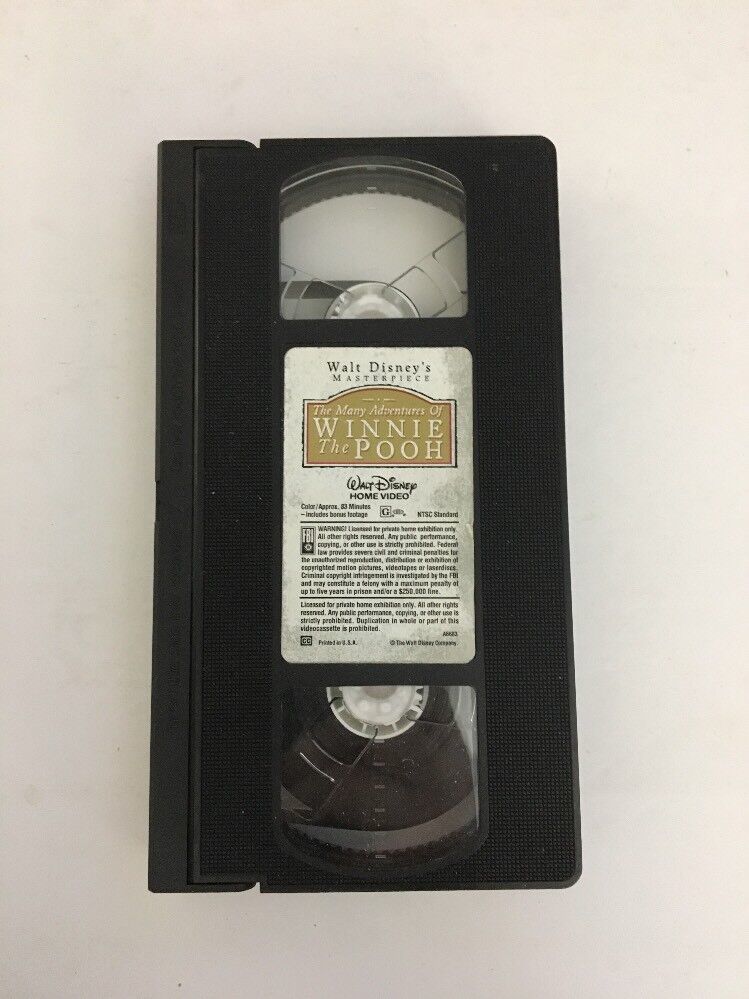 Walt Disney's
MASTERPIECE
The Many Adventures Of
WINNIE
The POOH
WALT DISNEY
HOME VIDEO
Color/Approx. 83 Minutes
– includes bonus footage
G
NTSC Standard
FBI
WARNING! Licensed for private home exhibition only.
All other rights reserved. Any public performance,
copying, or other use is strictly prohibited. Federal
law provides severe civil and criminal penalties for
the unauthorized reproduction, distribution or exhibition of
copyrighted motion pictures, videotapes or laserdiscs.
Criminal copyright infringement is investigated by the FBI
and may constitute a felony with a maximum penalty of
up to five years in prison and/or a $250,000 fine.
Licensed for private home exhibition only. All other rights
reserved. Any public performance, copying, or other use is
strictly prohibited. Duplication in whole or part of this
videocassette is prohibited.
CC Printed in U.S.A.
© The Walt Disney Company.